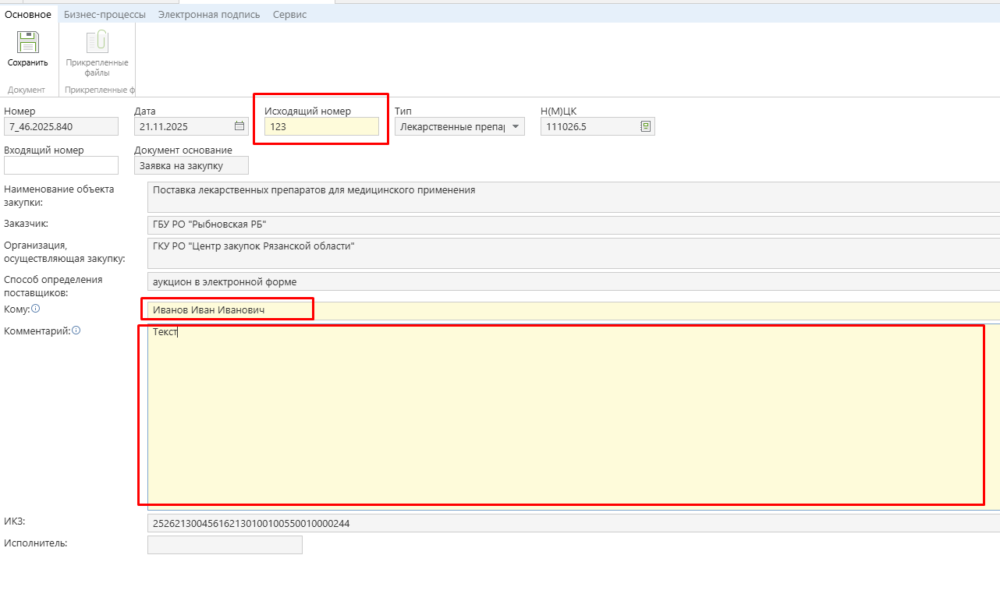 Основное Бизнес-процессы Электронная подпись Сервис
Сохранить
Прикрепленные
файлы
Документ Прикрепленные ф
Номер Дата Исходящий номер Тип Н(М)ЦК
7_46.2025.840 21.11.2025 123 Лекарственные препар 111026.5
Входящий номер Документ основание
Заявка на закупку
Наименование объекта
закупки:
Поставка лекарственных препаратов для медицинского применения
Заказчик: ГБУ РО "Рыбновская РБ"
Организация,
осуществляющая закупку:
ГКУ РО "Центр закупок Рязанской области"
Способ определения
поставщиков:
аукцион в электронной форме
Кому: Иванов Иван Иванович
Комментарий: Текст
ИКЗ: 252621300456162130100100550010000244
Исполнитель: